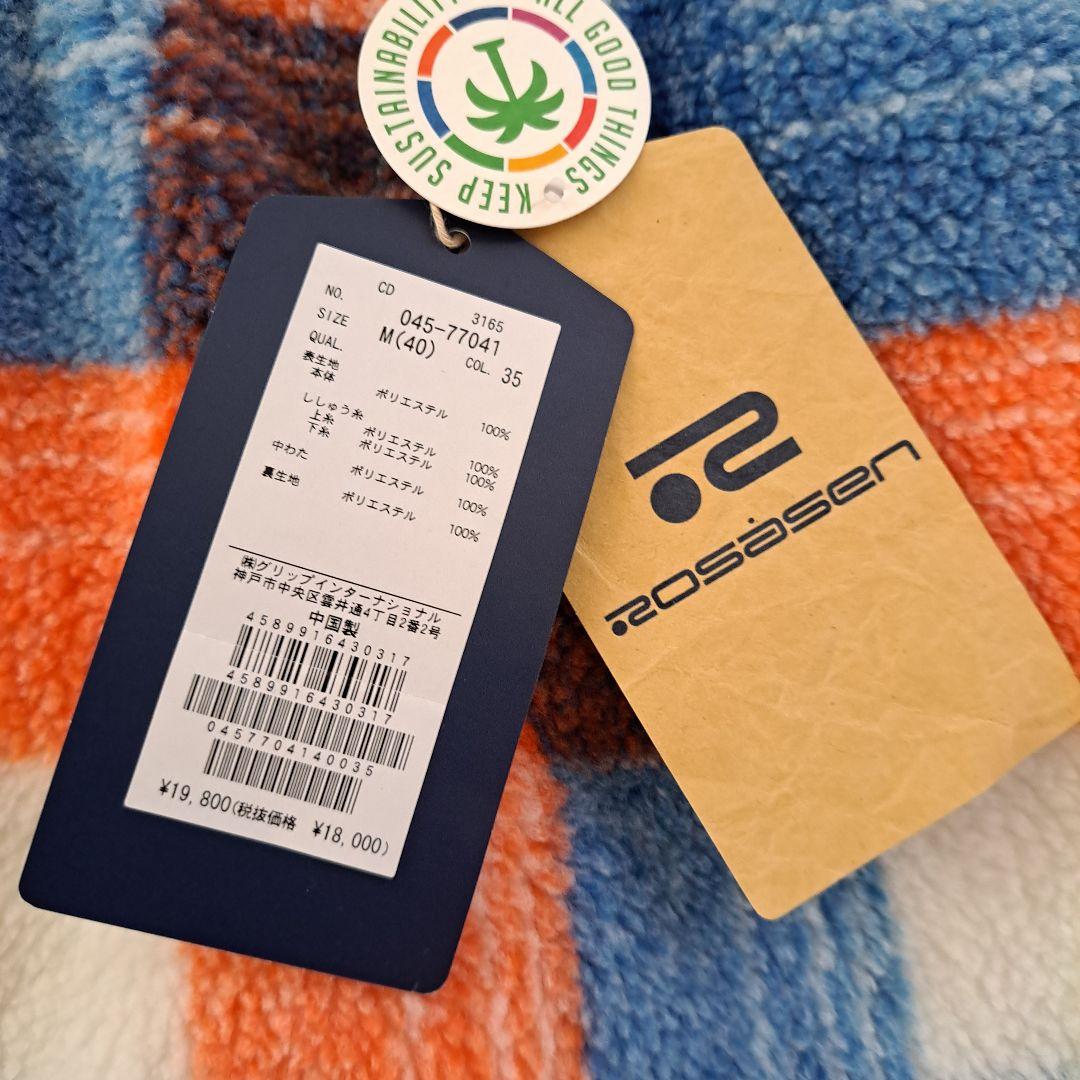 KEEP SUSTAINABILITY
ALL GOOD THINGS
NO. CD 3165
045-77041
SIZE M(40) COL. 35
QUAL.
表生地
本体 ポリエステル 100%
ししゅう糸
上糸 ポリエステル 100%
下糸 ポリエステル 100%
中わた ポリエステル 100%
裏生地 ポリエステル 100%
㈱グリップインターナショナル
神戸市中央区雲井通4丁目2番2号
中国製
4589916430317
4589916430317
0457704140035
¥19,800(税抜価格 ¥18,000)
Rosàsen